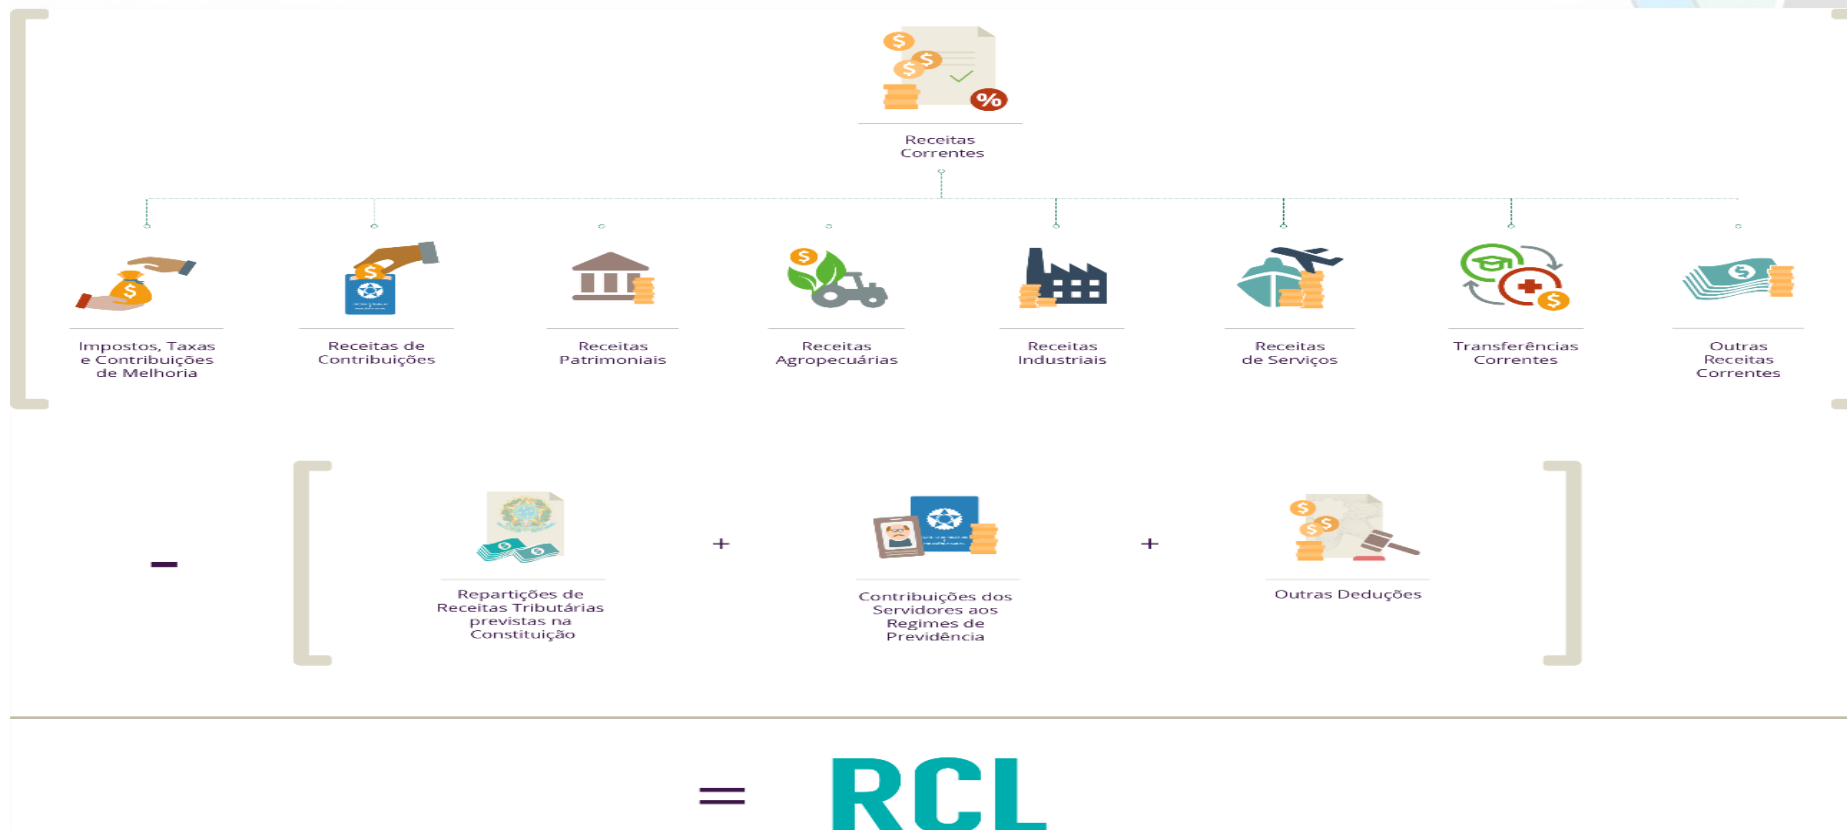 %
Receitas
Correntes
Impostos, Taxas
e Contribuições
de Melhoria
Receitas de
Contribuições
Receitas
Patrimoniais
Receitas
Agropecuárias
Receitas
Industriais
Receitas
de Serviços
Transferências
Correntes
Outras
Receitas
Correntes
-
Repartições de
Receitas Tributárias
previstas na
Constituição
+
Contribuições dos
Servidores aos
Regimes de
Previdência
+
Outras Deduções
= RCL